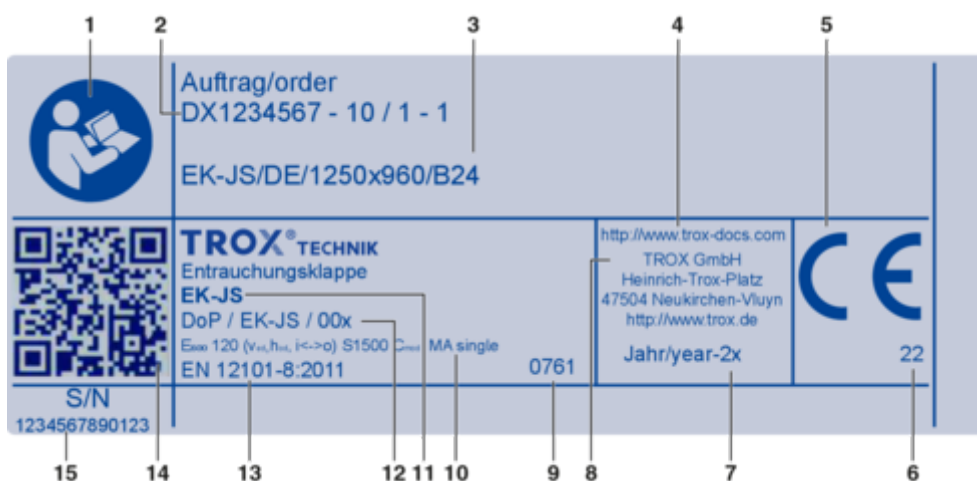 1 2 3 4 5
Auftrag/order
DX1234567 - 10 / 1 - 1
EK-JS/DE/1250x960/B24
TROX® TECHNIK
Entrauchungsklappe
EK-JS
DoP / EK-JS / 00x
120 (v i<->o) S1500 MA single
EN 12101-8:2011
0761
http://www.trox-docs.com
TROX GmbH
Heinrich-Trox-Platz
47504 Neukirchen-Vluyn
http://www.trox.de
Jahr/year-2x
CE
22
S/N
1234567890123
15 14 13 12 11 10 9 8 7 6